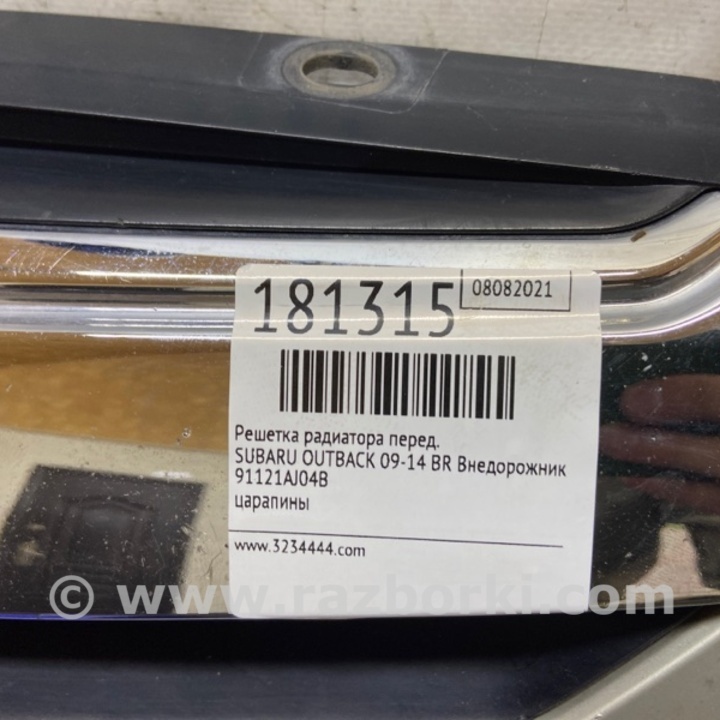 181315
08082021
Решетка радиатора перед.
SUBARU OUTBACK 09-14 BR Внедорожник
91121AJ04B
царапины
www.3234444.com
© www.razborki.com